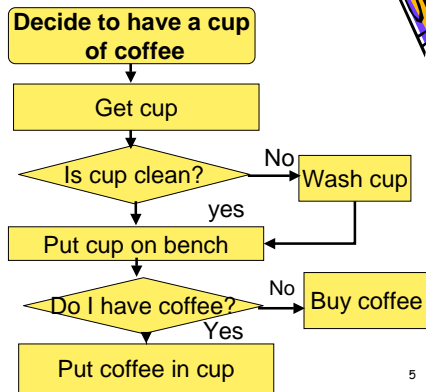 Decide to have a cup
of coffee
Get cup
Is cup clean?
No
Wash cup
yes
Put cup on bench
Do I have coffee?
No
Buy coffee
Yes
Put coffee in cup
5